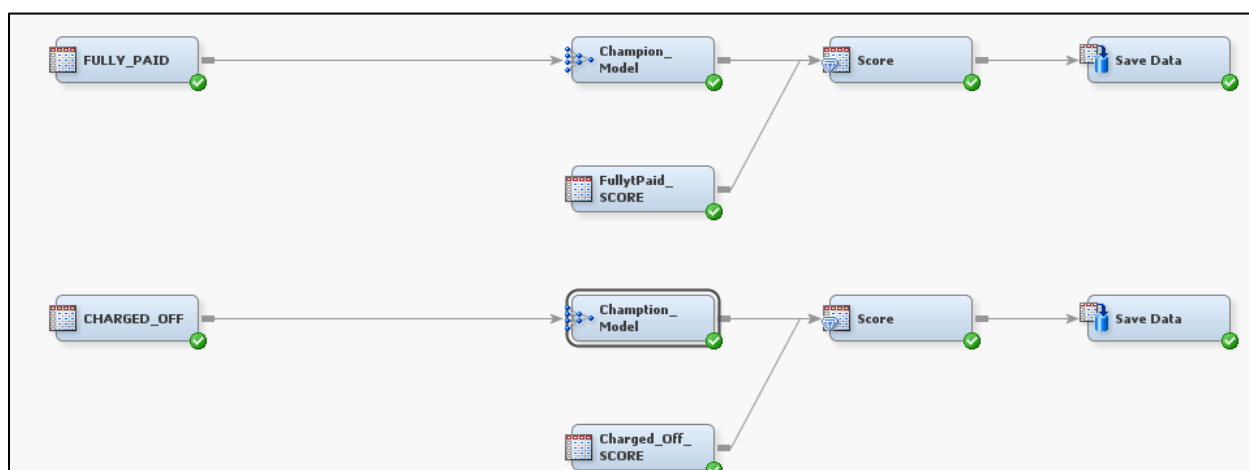 FULLY_PAID
Champion_
Model
Score
Save Data
FullytPaid_
SCORE
CHARGED_OFF
Chamption_
Model
Score
Save Data
Charged_Off_
SCORE